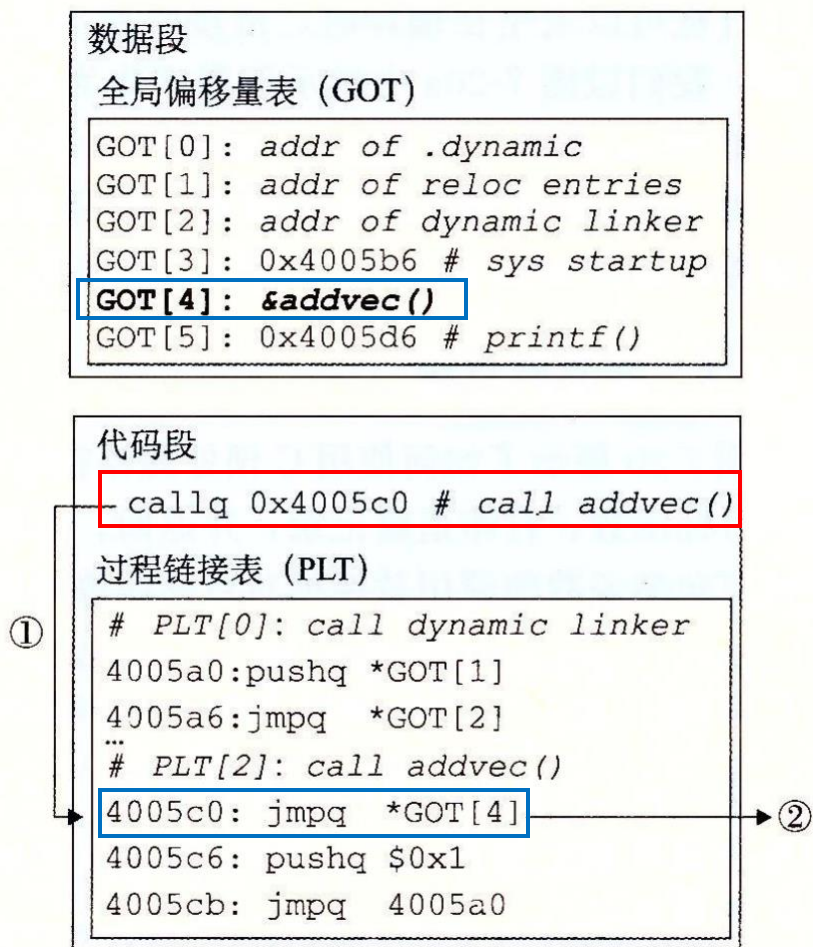 数据段
全局偏移量表（GOT）
GOT[0]: addr of .dynamic
GOT[1]: addr of reloc entries
GOT[2]: addr of dynamic linker
GOT[3]: 0x4005b6 # sys startup
GOT[4]: &addvec()
GOT[5]: 0x4005d6 # printf()
代码段
callq 0x4005c0 # call addvec()
过程链接表（PLT）
①
# PLT[0]: call dynamic linker
4005a0:pushq *GOT[1]
4005a6:jmpq *GOT[2]
…
# PLT[2]: call addvec()
4005c0: jmpq *GOT[4]
②
4005c6: pushq $0x1
4005cb: jmpq 4005a0